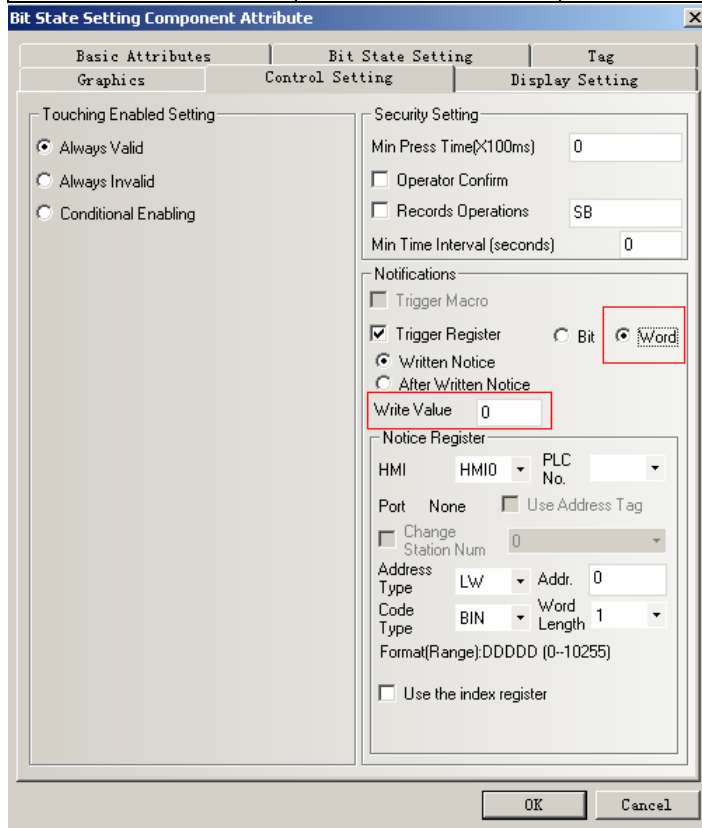 Bit State Setting Component Attribute
Basic Attributes Bit State Setting Tag
Graphics Control Setting Display Setting
Touching Enabled Setting
Always Valid
Always Invalid
Conditional Enabling
Security Setting
Min Press Time(X100ms) 0
Operator Confirm
Records Operations SB
Min Time Interval (seconds) 0
Notifications
Trigger Macro
Trigger Register Bit Word
Written Notice
After Written Notice
Write Value 0
Notice Register
HMI HMI0 PLC No.
Port None Use Address Tag
Change Station Num 0
Address Type LW Addr. 0
Code Type BIN Word Length 1
Format(Range):DDDDD (0--10255)
Use the index register
OK Cancel